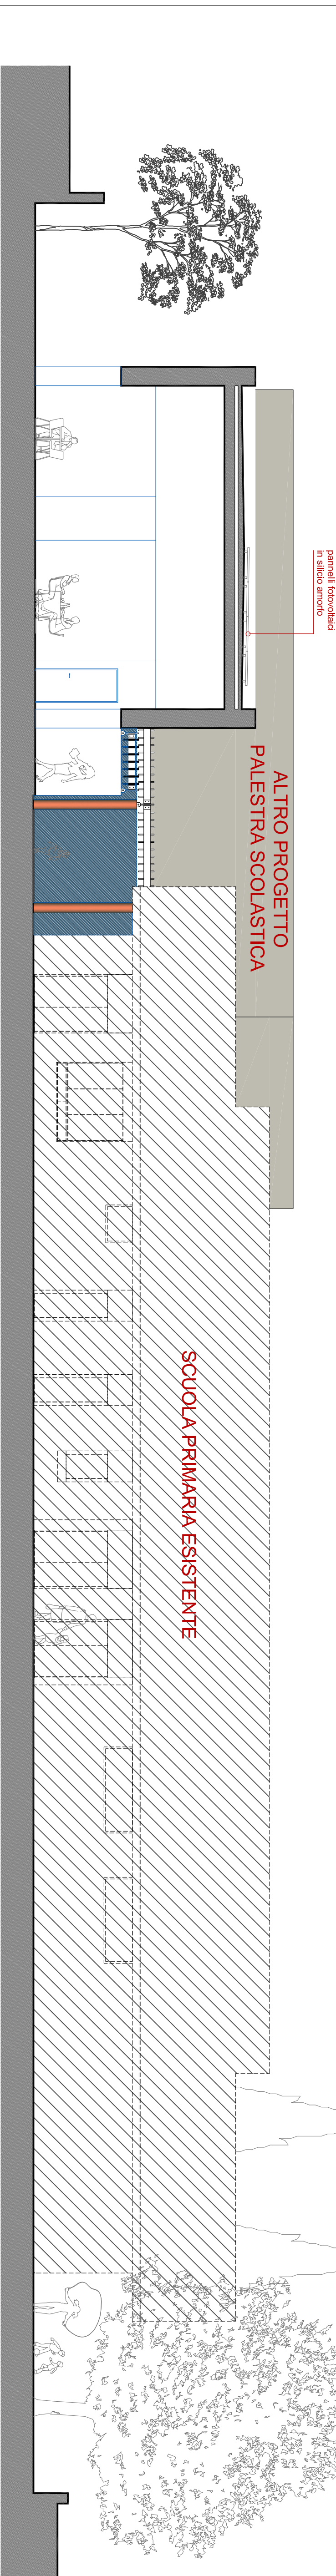 pannelli fotovoltaici
in silicio amorfo
ALTRO PROGETTO
PALESTRA SCOLASTICA
SCUOLA PRIMARIA ESISTENTE